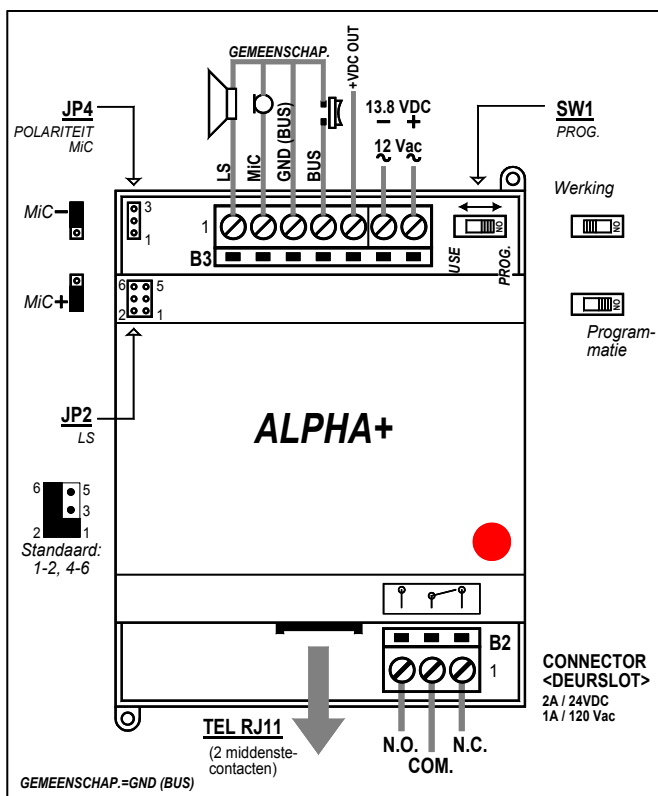 GEMEENSCHAP.
+VDC OUT
JP4
POLARITEIT
MiC
13.8 VDC
− +
12 Vac
~ ~
SW1
PROG.
LS
MiC
GND (BUS)
BUS
Werking
MiC−
3
1
1
B3
USE
PROG.
NO
NO
MiC+
6 5
2 1
NO
Program-
matie
JP2
LS
ALPHA+
6 5
3
2 1
Standaard:
1-2, 4-6
B2
1
CONNECTOR
<DEURSLOT>
2A / 24VDC
1A / 120 Vac
TEL RJ11
(2 middenste-
contacten)
N.O.
COM.
N.C.
GEMEENSCHAP.=GND (BUS)